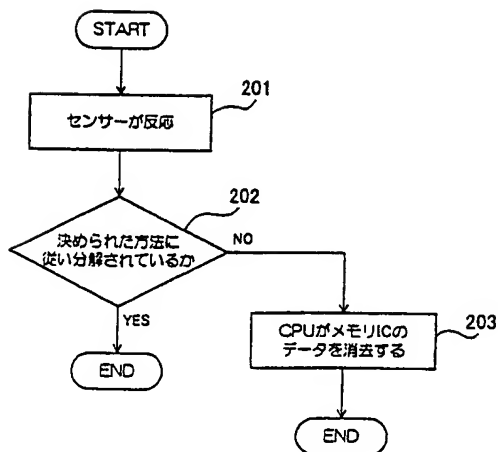 START
201
センサーが反応
202
決められた方法に
従い分解されているか
NO
YES
203
CPUがメモリICの
データを消去する
END
END